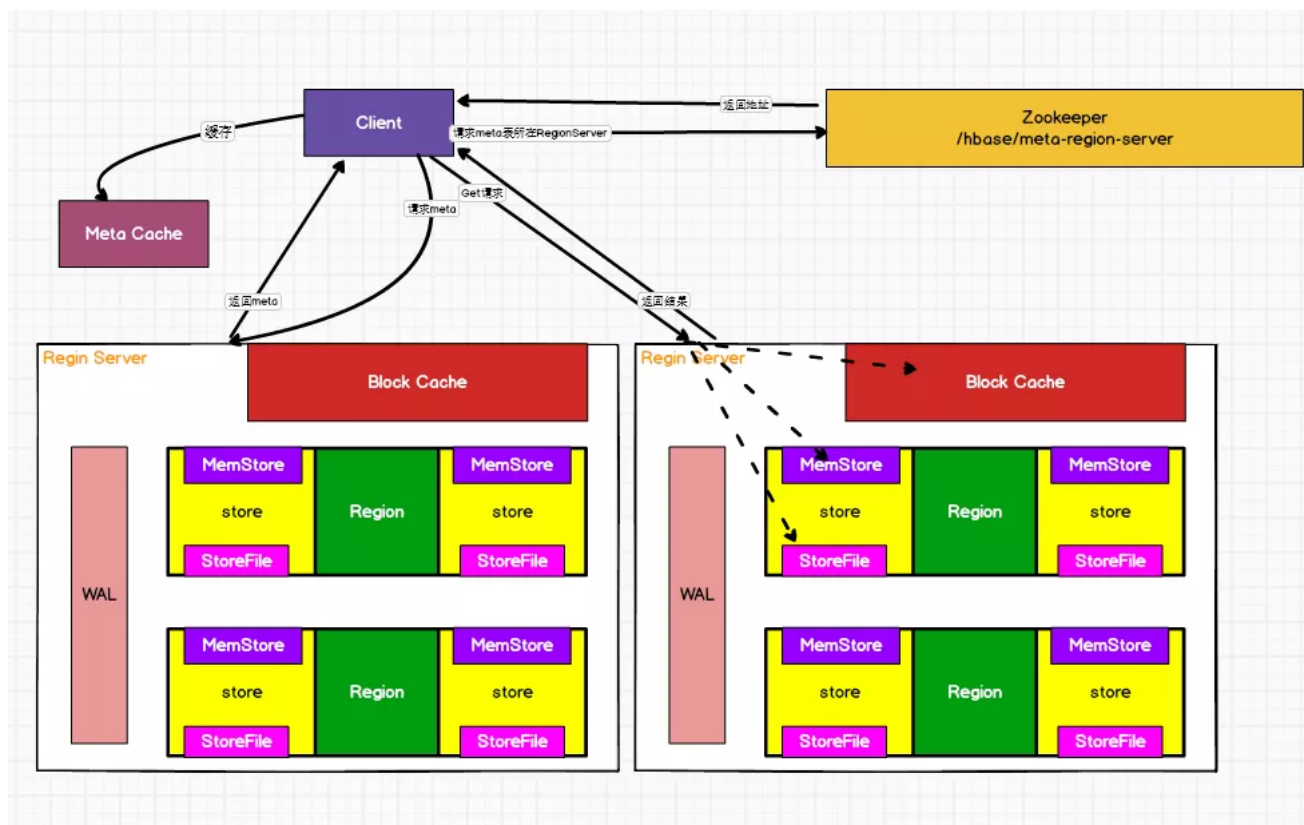 返回地址
Client
Zookeeper
/hbase/meta-region-server
缓存
请求meta表所在RegionServer
Get请求
请求meta
Meta Cache
返回meta
返回结果
Regin Server
Block Cache
WAL
MemStore
store
StoreFile
Region
MemStore
store
StoreFile
MemStore
store
StoreFile
Region
MemStore
store
StoreFile
Regin Server
Block Cache
WAL
MemStore
store
StoreFile
Region
MemStore
store
StoreFile
MemStore
store
StoreFile
Region
MemStore
store
StoreFile